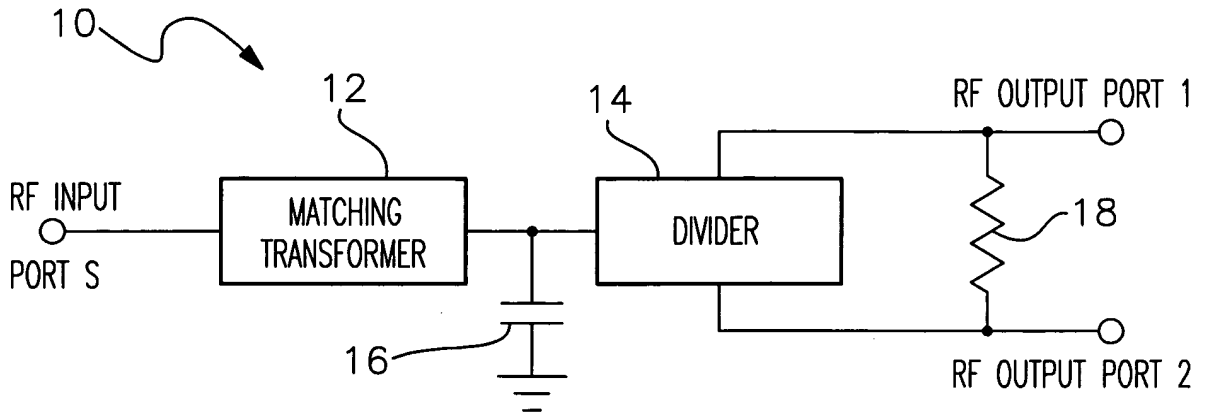 10
12
14
RF OUTPUT PORT 1
RF INPUT
PORT S
MATCHING
TRANSFORMER
DIVIDER
18
16
RF OUTPUT PORT 2